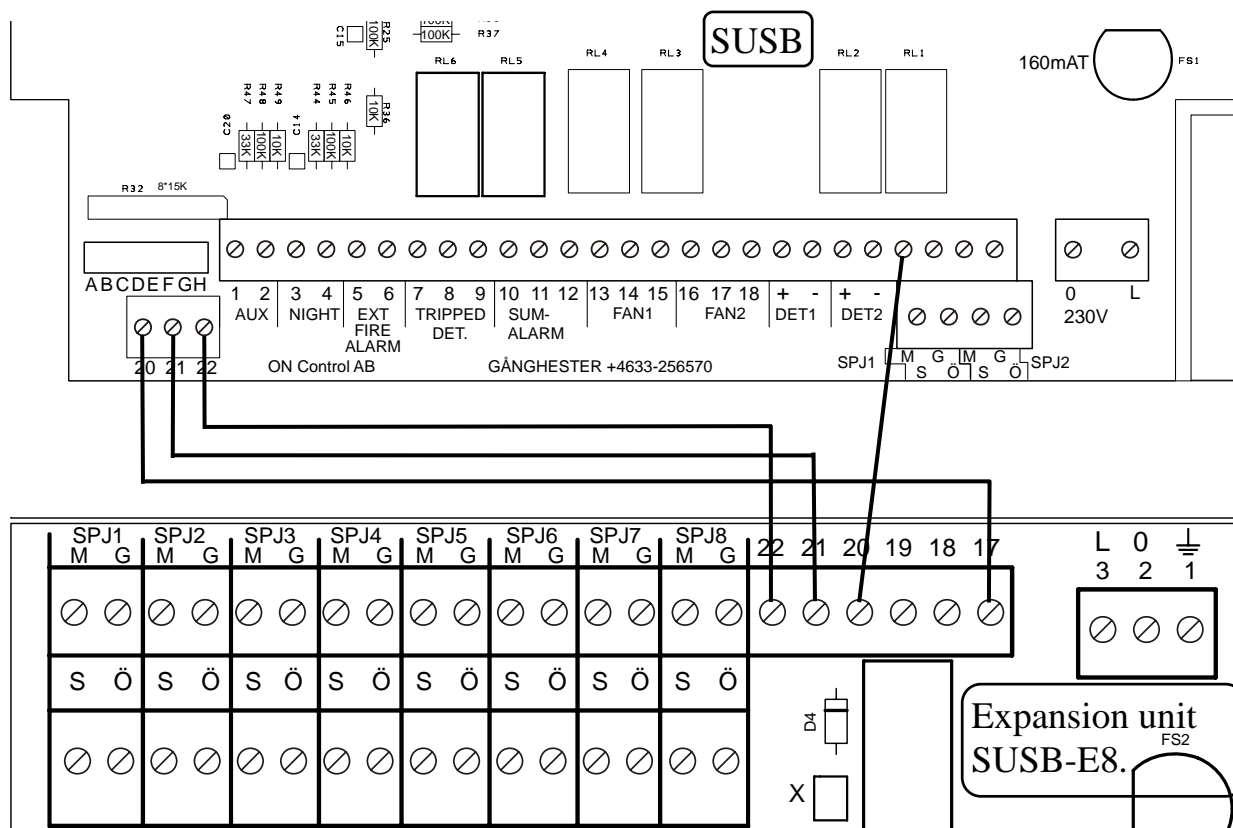 SUSB
R25
100K
C15
100K
R37
RL6
RL5
RL4
RL3
RL2
RL1
160mAT
FS1
R47
R48
R49
R44
R45
R46
R36
10K
C20
33K
100K
10K
C14
33K
100K
10K
R32 8*15K
ABCDEFGH
1 2 3 4 5 6 7 8 9 10 11 12 13 14 15 16 17 18 + - + -
AUX NIGHT EXT FIRE ALARM TRIPPED DET. SUM-ALARM FAN1 FAN2 DET1 DET2
0 L
230V
20 21 22
ON Control AB
GÅNGHESTER +4633-256570
SPJ1 M G M G SPJ2
S Ö S Ö
SPJ1 SPJ2 SPJ3 SPJ4 SPJ5 SPJ6 SPJ7 SPJ8
M G M G M G M G M G M G M G M G
22 21 20 19 18 17
L 0
3 2 1
S Ö S Ö S Ö S Ö S Ö S Ö S Ö S Ö
D4
X
Expansion unit
SUSB-E8.
FS2